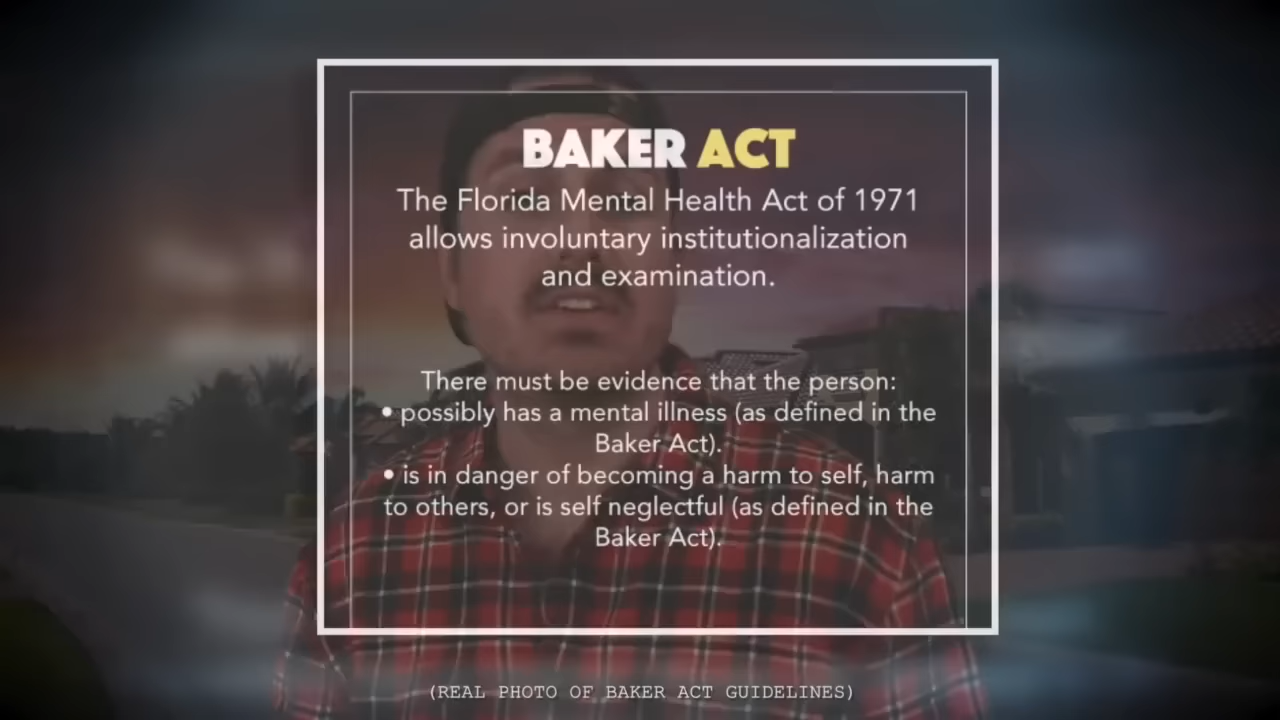 BAKER ACT
The Florida Mental Health Act of 1971
allows involuntary institutionalization
and examination.
There must be evidence that the person:
• possibly has a mental illness (as defined in the
Baker Act).
• is in danger of becoming a harm to self, harm
to others, or is self neglectful (as defined in the
Baker Act).
(REAL PHOTO OF BAKER ACT GUIDELINES)